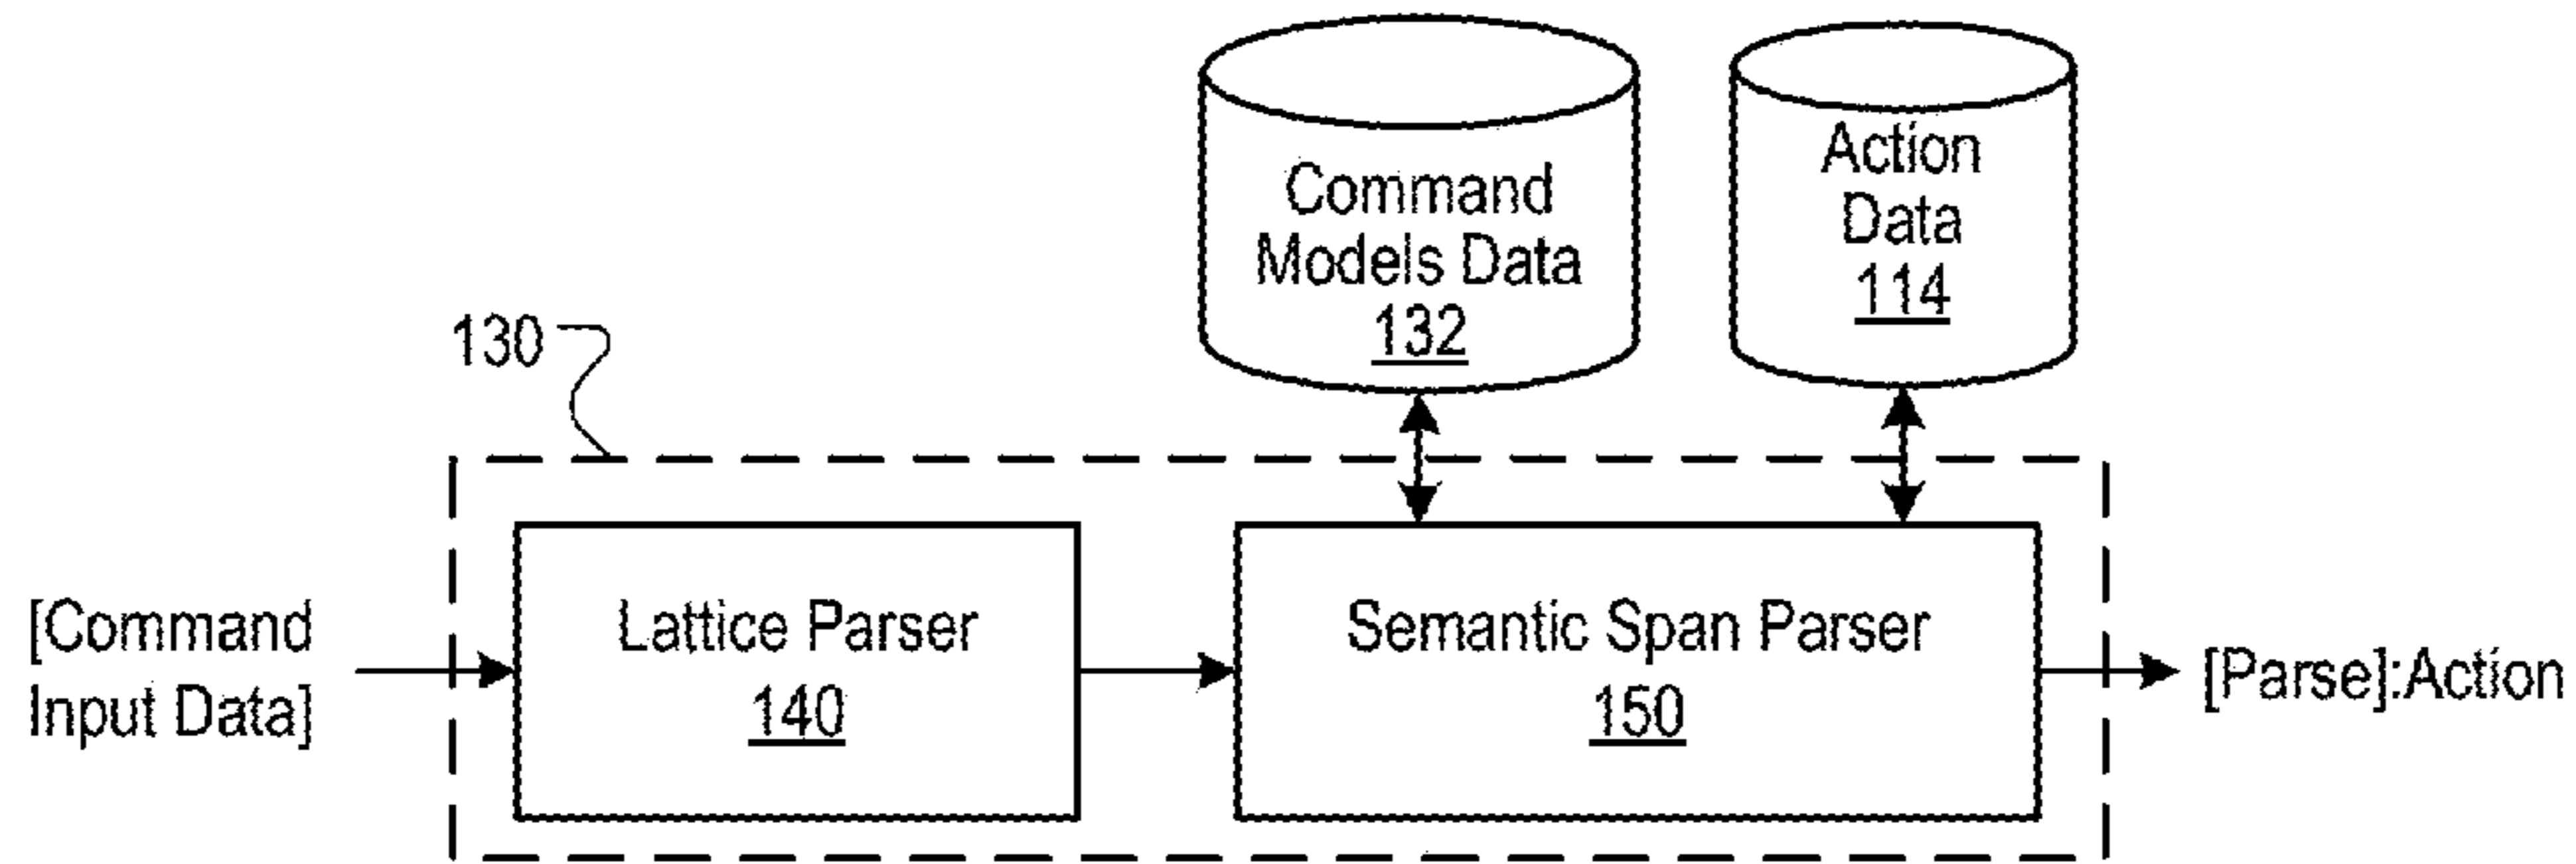 Command
Models Data
132
Action
Data
114
130
[Command
Input Data]
Lattice Parser
140
Semantic Span Parser
150
[Parse]:Action